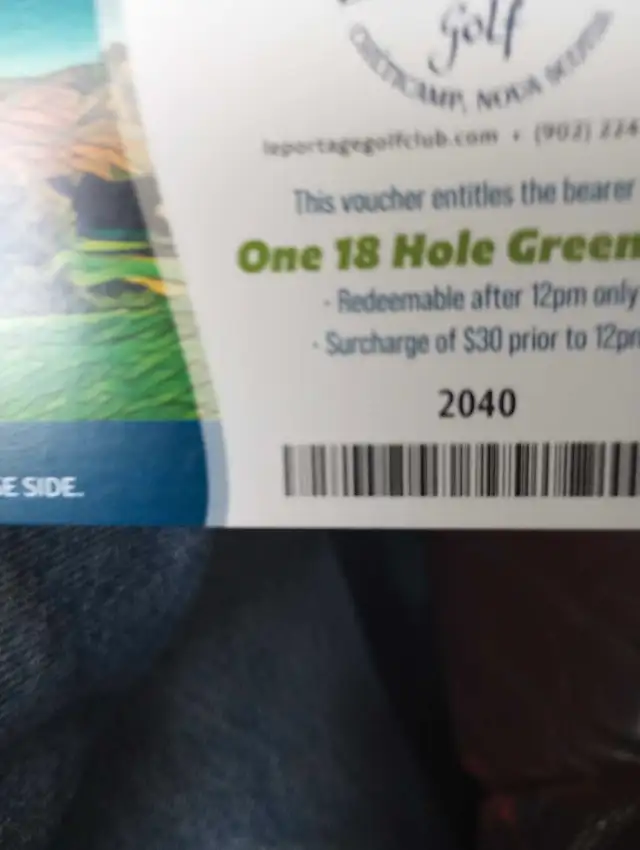 Golf
CHÉTICAMP, NOVA SCOTIA
leportagegolfclub.com • (902) 224
This voucher entitles the bearer
One 18 Hole Green
- Redeemable after 12pm only
- Surcharge of $30 prior to 12pm
2040
E SIDE.